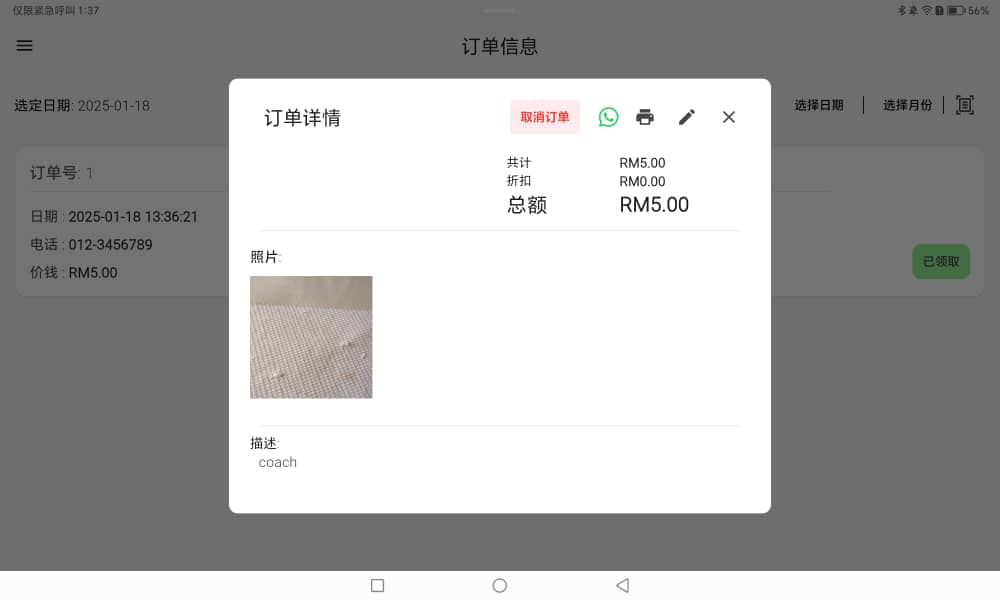 仅限紧急呼叫 1:37
56%
订单信息
选定日期: 2025-01-18
选择日期
选择月份
订单号: 1
日期 : 2025-01-18 13:36:21
电话 : 012-3456789
价钱 : RM5.00
已领取
订单详情
取消订单
共计 RM5.00
折扣 RM0.00
总额 RM5.00
照片:
描述:
coach